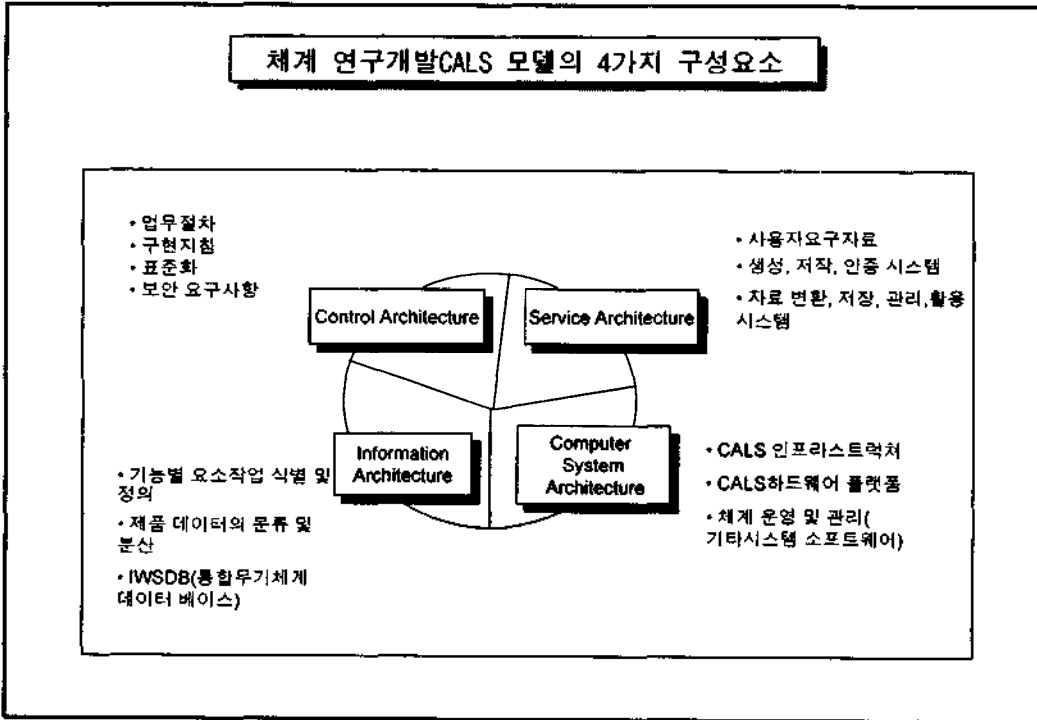 체계 연구개발CALS 모델의 4가지 구성요소
• 업무절차
• 구현지침
• 표준화
• 보안 요구사항
Control Architecture
Service Architecture
• 사용자요구자료
• 생성, 저작, 인증 시스템
• 자료 변환, 저장, 관리,활용
시스템
Information
Architecture
Computer
System
Architecture
• 기능별 요소작업 식별 및
정의
• 제품 데이터의 분류 및
분산
• IWSDB(통합무기체계
데이터 베이스)
• CALS 인프라스트럭처
• CALS하드웨어 플랫폼
• 체계 운영 및 관리(
기타시스템 소프트웨어)